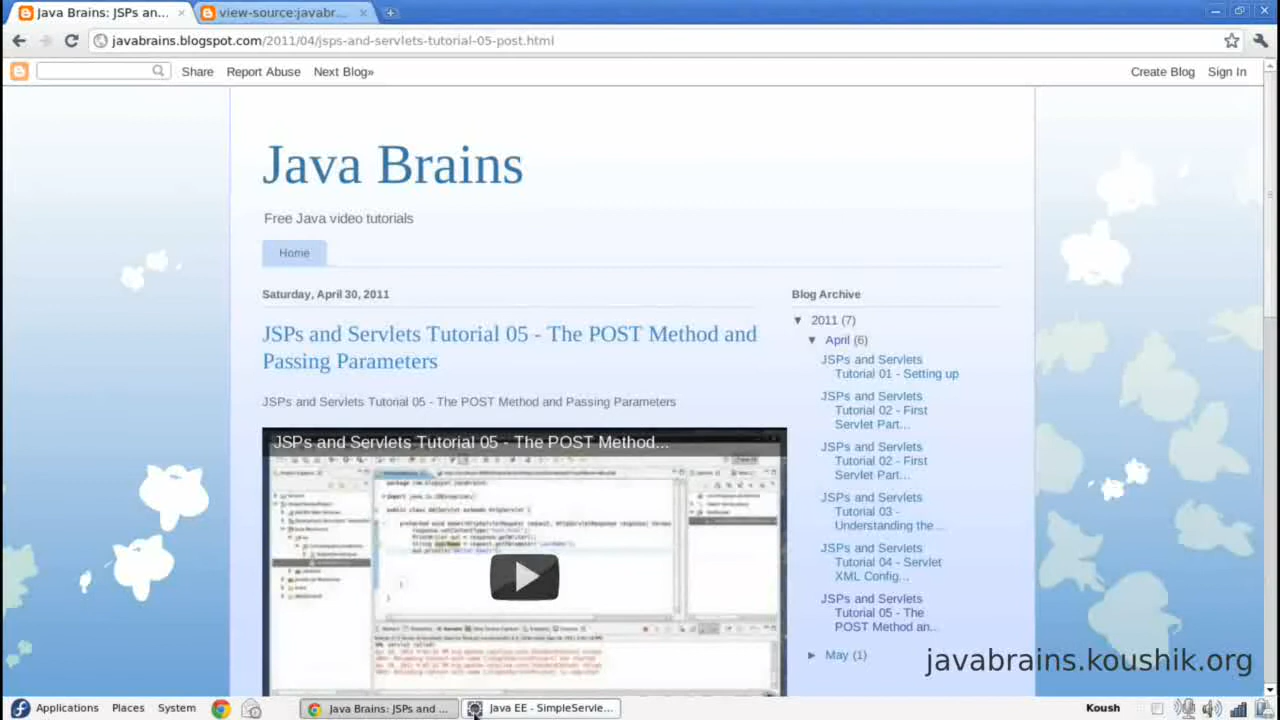 Java Brains: JSPs an...
view-source:javabr...
javabrains.blogspot.com/2011/04/jsps-and-servlets-tutorial-05-post.html
Share Report Abuse Next Blog»
Create Blog Sign In
Java Brains
Free Java video tutorials
Home
Saturday, April 30, 2011
JSPs and Servlets Tutorial 05 - The POST Method and
Passing Parameters
JSPs and Servlets Tutorial 05 - The POST Method and Passing Parameters
JSPs and Servlets Tutorial 05 - The POST Method...
Blog Archive
▼ 2011 (7)
▼ April (6)
JSPs and Servlets
Tutorial 01 - Setting up
JSPs and Servlets
Tutorial 02 - First
Servlet Part...
JSPs and Servlets
Tutorial 02 - First
Servlet Part...
JSPs and Servlets
Tutorial 03 -
Understanding the...
JSPs and Servlets
Tutorial 04 - Servlet
XML Config...
JSPs and Servlets
Tutorial 05 - The
POST Method an...
► May (1)
javabrains.koushik.org
Applications Places System
Java Brains: JSPs and ...
Java EE - SimpleServle...
Koush